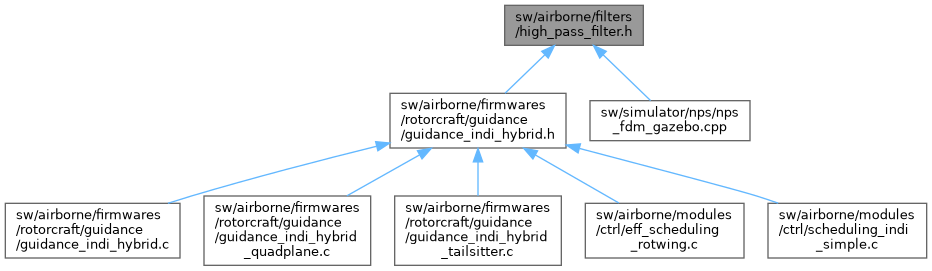 sw/airborne/filters
/high_pass_filter.h
sw/airborne/firmwares
/rotorcraft/guidance
/guidance_indi_hybrid.h
sw/simulator/nps/nps
_fdm_gazebo.cpp
sw/airborne/firmwares
/rotorcraft/guidance
/guidance_indi_hybrid.c
sw/airborne/firmwares
/rotorcraft/guidance
/guidance_indi_hybrid
_quadplane.c
sw/airborne/firmwares
/rotorcraft/guidance
/guidance_indi_hybrid
_tailsitter.c
sw/airborne/modules
/ctrl/eff_scheduling
_rotwing.c
sw/airborne/modules
/ctrl/scheduling_indi
_simple.c